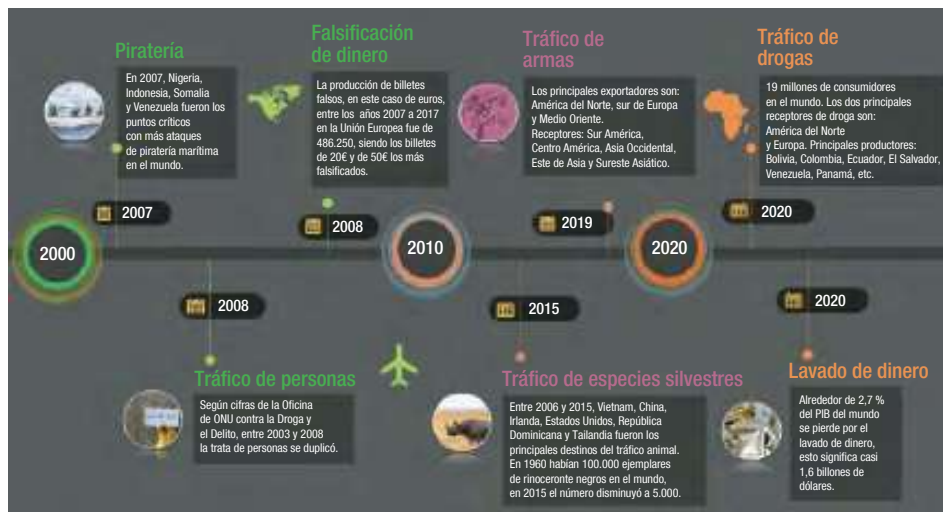 Piratería
En 2007, Nigeria,
Indonesia, Somalia
y Venezuela fueron los
puntos críticos
con más ataques
de piratería marítima
en el mundo.
Falsificación
de dinero
La producción de billetes
falsos, en este caso de euros,
entre los años 2007 a 2017
en la Unión Europea fue de
486.250, siendo los billetes
de 20€ y de 50€ los más
falsificados.
Tráfico de
armas
Los principales exportadores son:
América del Norte, sur de Europa
y Medio Oriente.
Receptores: Sur América,
Centro América, Asia Occidental,
Este de Asia y Sureste Asiático.
Tráfico de
drogas
19 millones de consumidores
en el mundo. Los dos principales
receptores de droga son:
América del Norte
y Europa. Principales productores:
Bolivia, Colombia, Ecuador, El Salvador,
Venezuela, Panamá, etc.
2007
2008
2019
2020
2000
2010
2020
2008
2015
2020
Tráfico de personas
Según cifras de la Oficina
de ONU contra la Droga y
el Delito, entre 2003 y 2008
la trata de personas se duplicó.
Tráfico de especies silvestres
Entre 2006 y 2015, Vietnam, China,
Irlanda, Estados Unidos, República
Dominicana y Tailandia fueron los
principales destinos del tráfico animal.
En 1960 habían 100.000 ejemplares
de rinoceronte negros en el mundo,
en 2015 el número disminuyó a 5.000.
Lavado de dinero
Alrededor de 2,7 %
del PIB del mundo
se pierde por el
lavado de dinero,
esto significa casi
1,6 billones de
dólares.